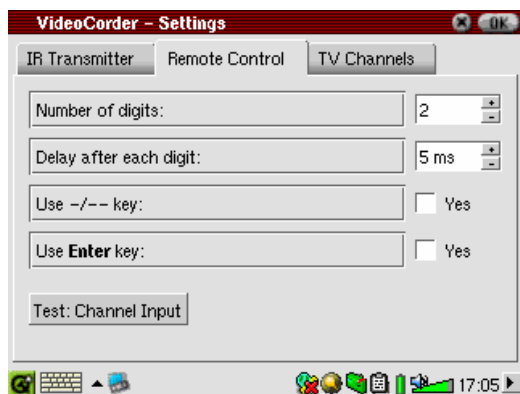 VideoCorder – Settings OK
IR Transmitter Remote Control TV Channels
Number of digits: 2
Delay after each digit: 5 ms
Use –/–– key: Yes
Use Enter key: Yes
Test: Channel Input
17:05